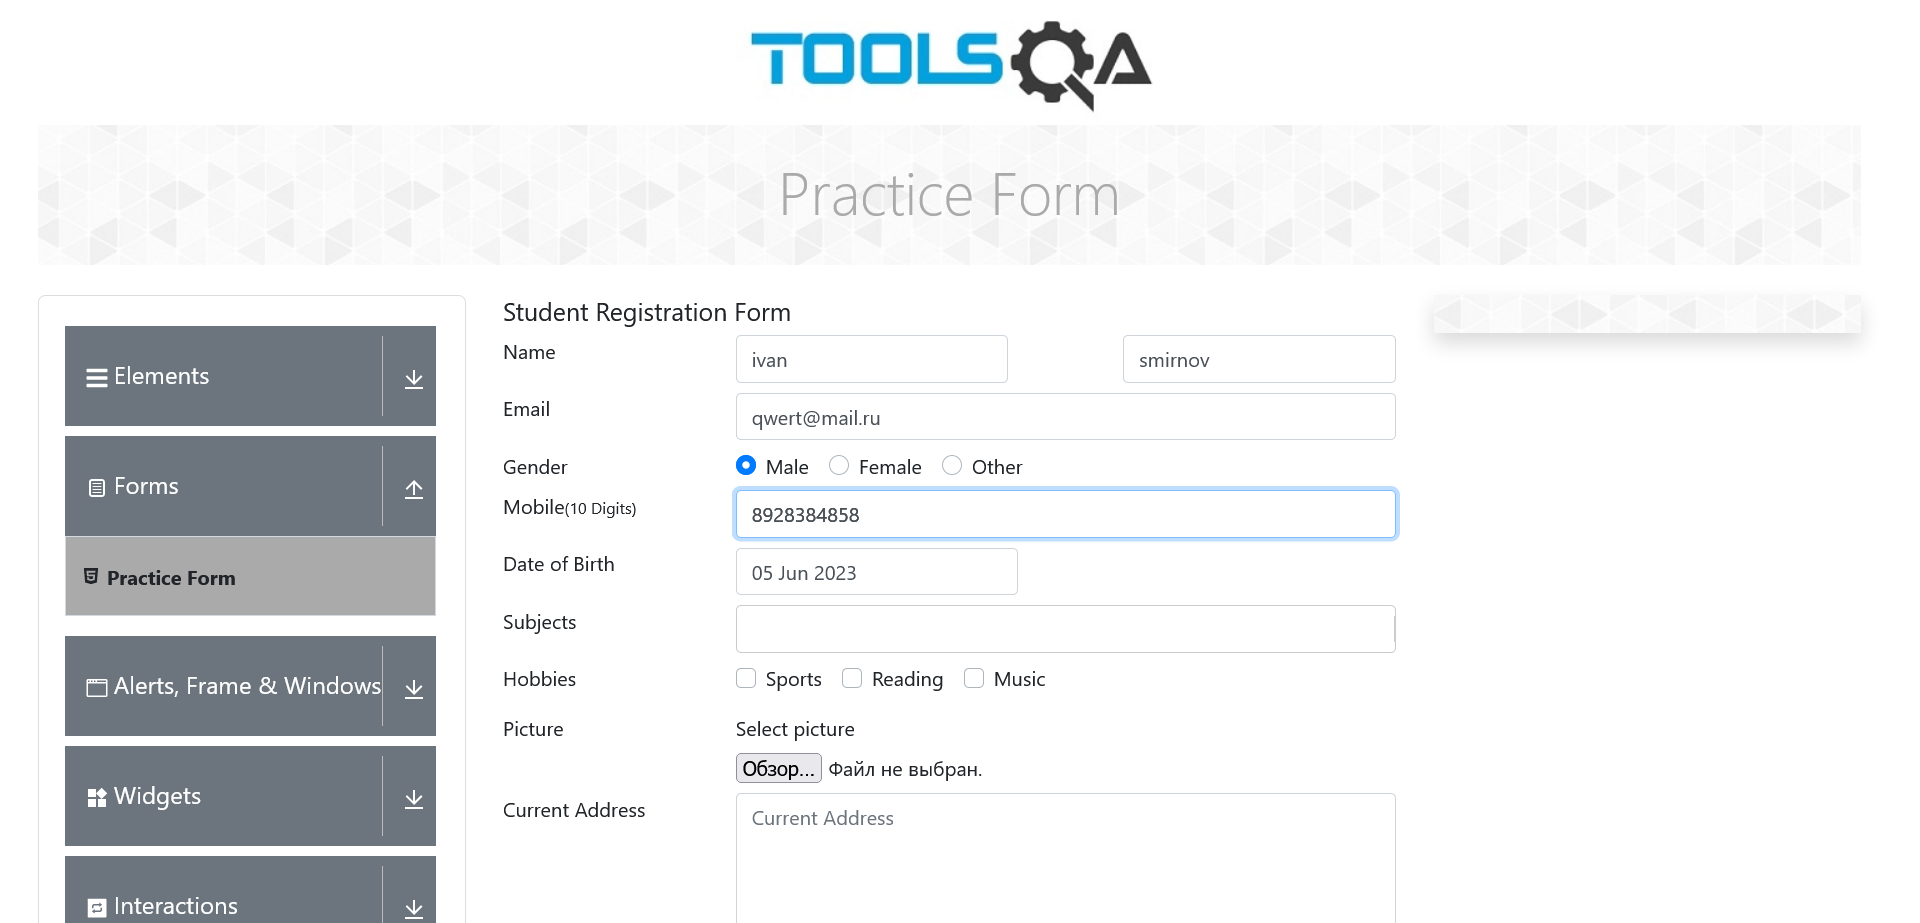 TOOLSQA
Practice Form
Elements
Forms
Practice Form
Alerts, Frame & Windows
Widgets
Interactions
Student Registration Form
Name ivan smirnov
Email qwert@mail.ru
Gender Male Female Other
Mobile(10 Digits) 8928384858
Date of Birth 05 Jun 2023
Subjects
Hobbies Sports Reading Music
Picture Select picture
Обзор... Файл не выбран.
Current Address Current Address